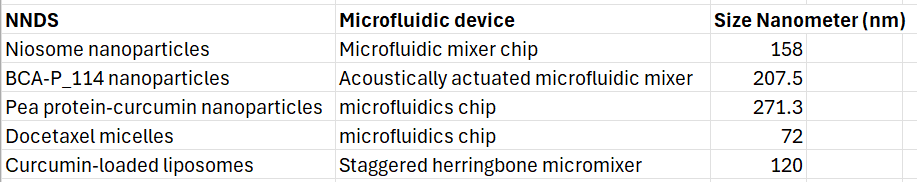 NNDS Microfluidic device Size Nanometer (nm)
Niosome nanoparticles Microfluidic mixer chip 158
BCA-P_114 nanoparticles Acoustically actuated microfluidic mixer 207.5
Pea protein-curcumin nanoparticles microfluidics chip 271.3
Docetaxel micelles microfluidics chip 72
Curcumin-loaded liposomes Staggered herringbone micromixer 120